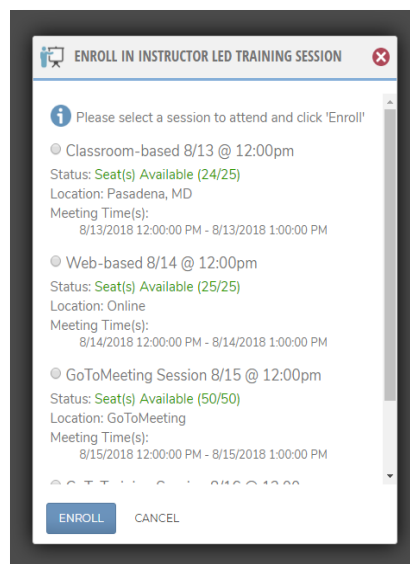 ENROLL IN INSTRUCTOR LED TRAINING SESSION
Please select a session to attend and click 'Enroll'
Classroom-based 8/13 @ 12:00pm
Status: Seat(s) Available (24/25)
Location: Pasadena, MD
Meeting Time(s):
8/13/2018 12:00:00 PM - 8/13/2018 1:00:00 PM
Web-based 8/14 @ 12:00pm
Status: Seat(s) Available (25/25)
Location: Online
Meeting Time(s):
8/14/2018 12:00:00 PM - 8/14/2018 1:00:00 PM
GoToMeeting Session 8/15 @ 12:00pm
Status: Seat(s) Available (50/50)
Location: GoToMeeting
Meeting Time(s):
8/15/2018 12:00:00 PM - 8/15/2018 1:00:00 PM
ENROLL
CANCEL